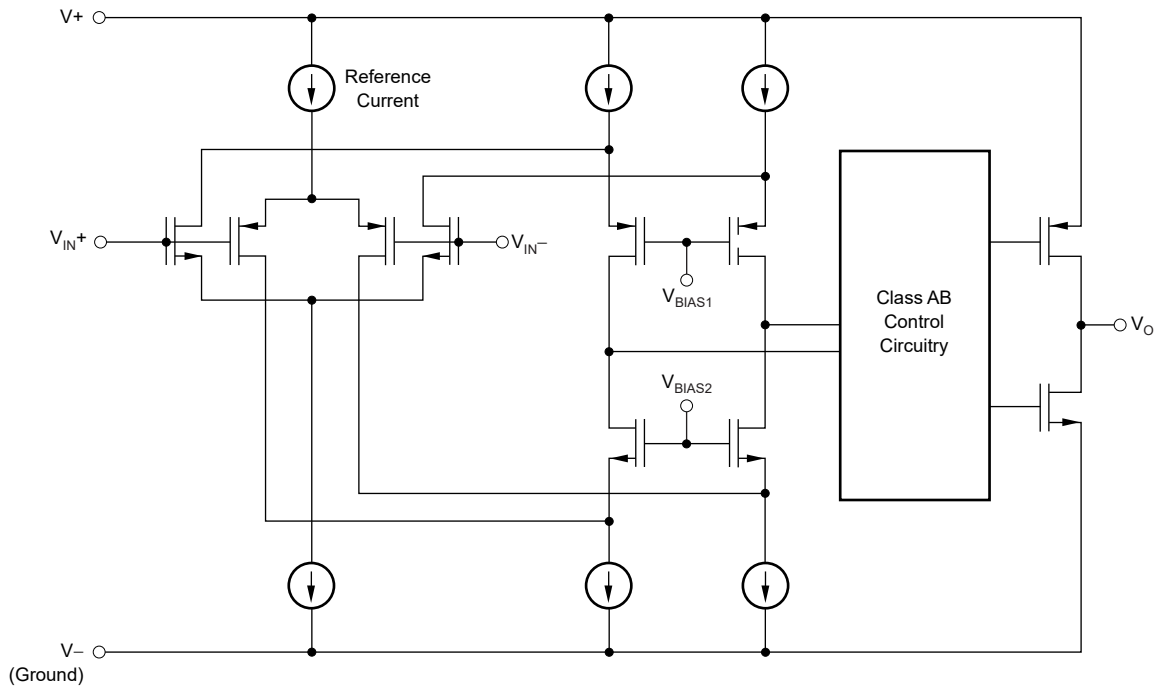 V+
Reference
Current
V_IN+
V_IN−
V_BIAS1
V_BIAS2
Class AB
Control
Circuitry
V_O
V−
(Ground)